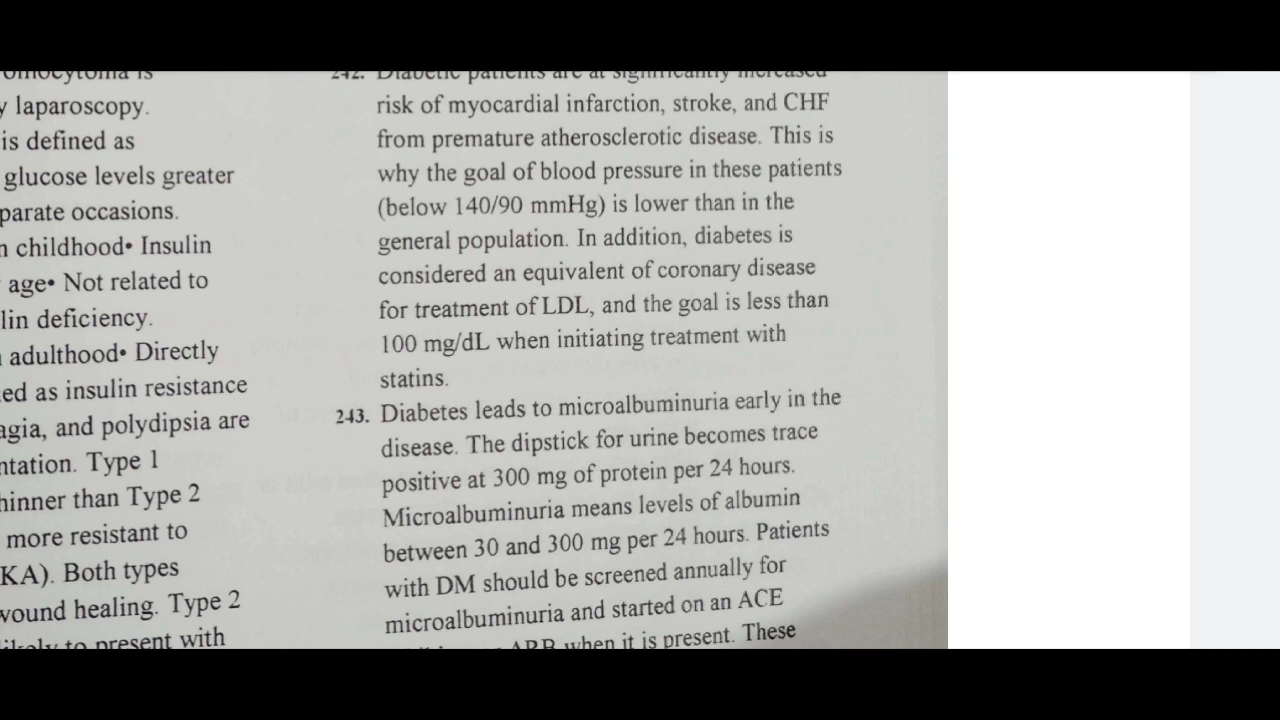 omocytoma is
y laparoscopy.
is defined as
glucose levels greater
parate occasions.
n childhood• Insulin
age• Not related to
lin deficiency.
adulthood• Directly
ed as insulin resistance
agia, and polydipsia are
ntation. Type 1
hinner than Type 2
more resistant to
KA). Both types
wound healing. Type 2
likely to present with
242. Diabetic patients are at significantly increased
risk of myocardial infarction, stroke, and CHF
from premature atherosclerotic disease. This is
why the goal of blood pressure in these patients
(below 140/90 mmHg) is lower than in the
general population. In addition, diabetes is
considered an equivalent of coronary disease
for treatment of LDL, and the goal is less than
100 mg/dL when initiating treatment with
statins.
243. Diabetes leads to microalbuminuria early in the
disease. The dipstick for urine becomes trace
positive at 300 mg of protein per 24 hours.
Microalbuminuria means levels of albumin
between 30 and 300 mg per 24 hours. Patients
with DM should be screened annually for
microalbuminuria and started on an ACE
ARB when it is present. These